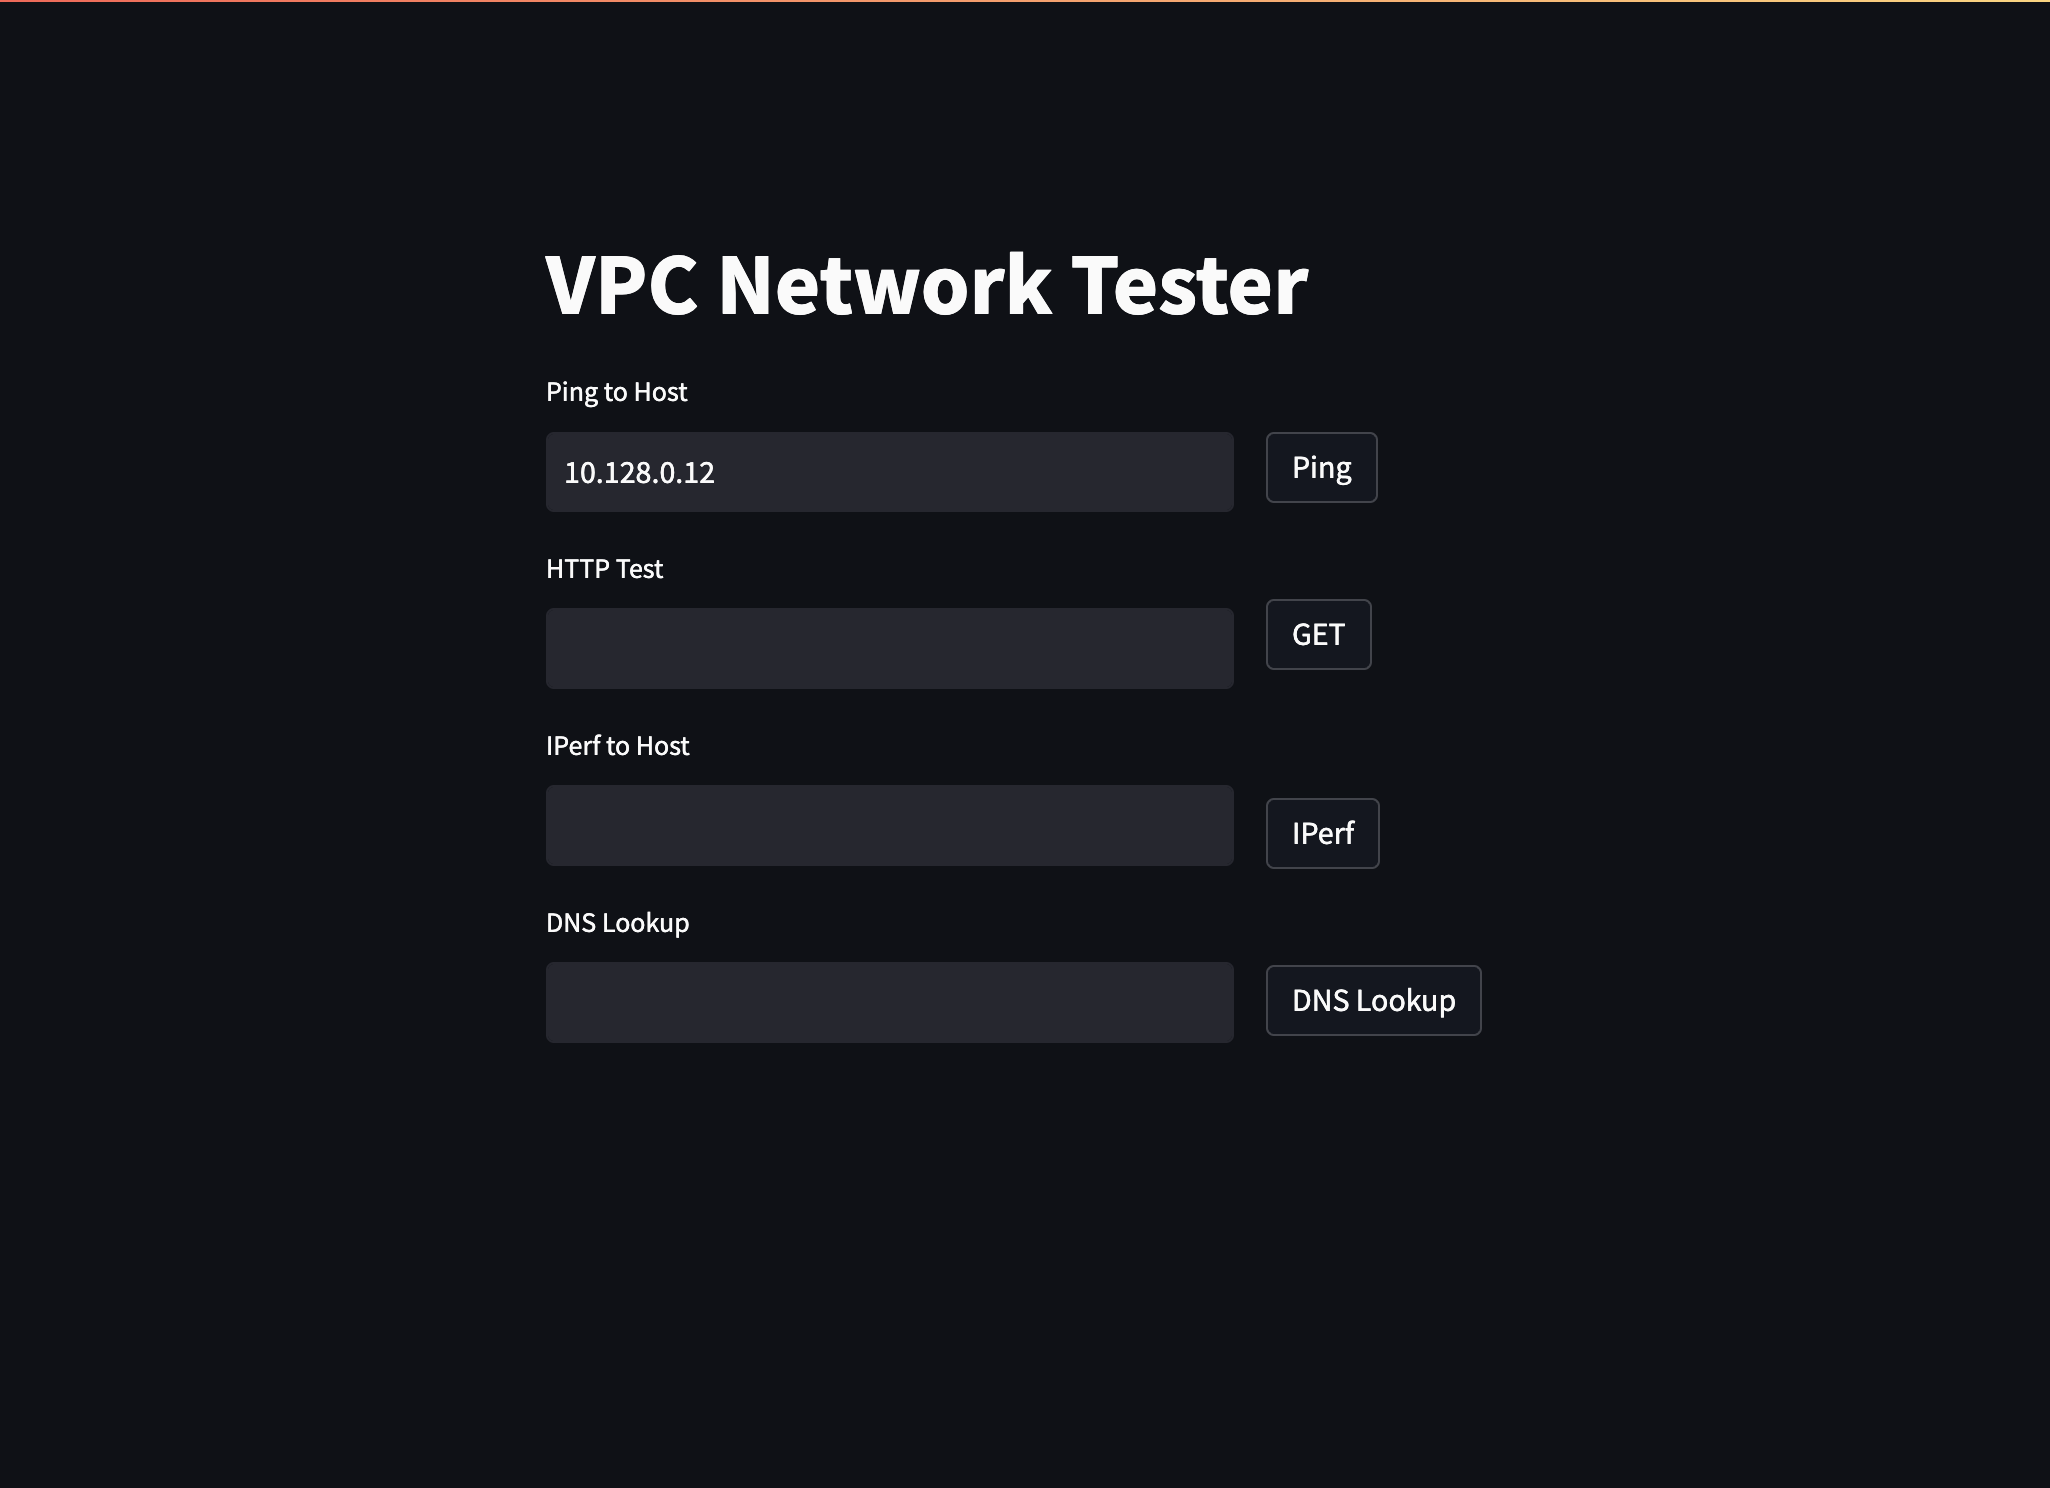 VPC Network Tester
Ping to Host
10.128.0.12
Ping
HTTP Test
GET
IPerf to Host
IPerf
DNS Lookup
DNS Lookup